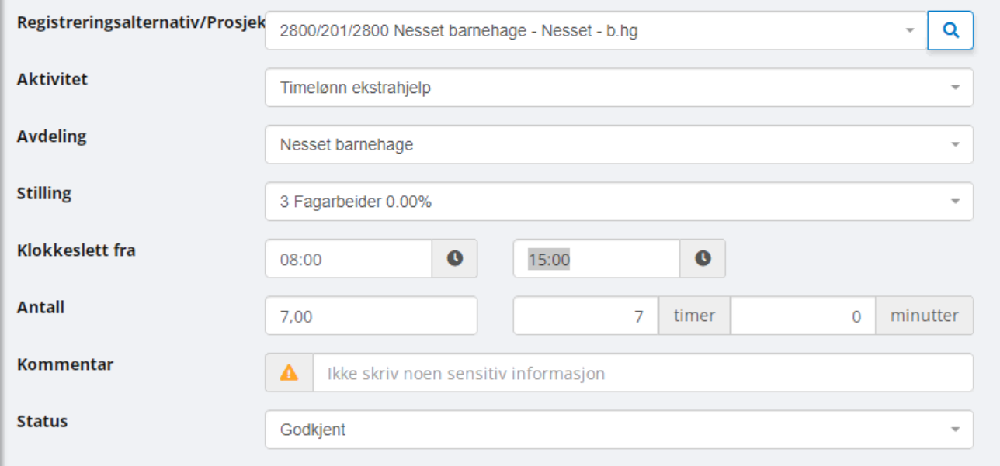 Registreringsalternativ/Prosjek
2800/201/2800 Nesset barnehage - Nesset - b.hg
Aktivitet
Timelønn ekstrahjelp
Avdeling
Nesset barnehage
Stilling
3 Fagarbeider 0.00%
Klokkeslett fra
08:00 15:00
Antall
7,00 7 timer 0 minutter
Kommentar
Ikke skriv noen sensitiv informasjon
Status
Godkjent